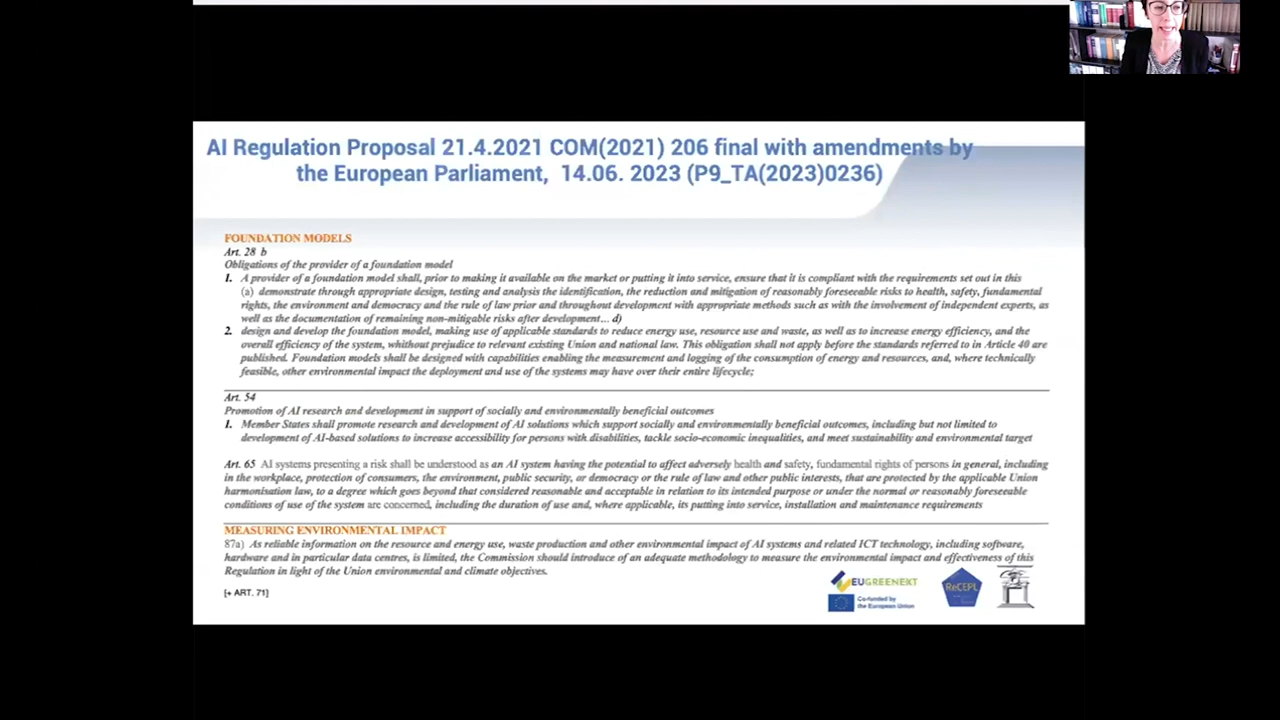 AI Regulation Proposal 21.4.2021 COM(2021) 206 final with amendments by
the European Parliament, 14.06. 2023 (P9_TA(2023)0236)
FOUNDATION MODELS
Art. 28 b
Obligations of the provider of a foundation model
1. A provider of a foundation model shall, prior to making it available on the market or putting it into service, ensure that it is compliant with the requirements set out in this
(a) demonstrate through appropriate design, testing and analysis the identification, the reduction and mitigation of reasonably foreseeable risks to health, safety, fundamental
rights, the environment and democracy and the rule of law prior and throughout development with appropriate methods such as with the involvement of independent experts, as
well as the documentation of remaining non-mitigable risks after development... d)
2. design and develop the foundation model, making use of applicable standards to reduce energy use, resource use and waste, as well as to increase energy efficiency, and the
overall efficiency of the system, whithout prejudice to relevant existing Union and national law. This obligation shall not apply before the standards referred to in Article 40 are
published. Foundation models shall be designed with capabilities enabling the measurement and logging of the consumption of energy and resources, and, where technically
feasible, other environmental impact the deployment and use of the systems may have over their entire lifecycle;
Art. 54
Promotion of AI research and development in support of socially and environmentally beneficial outcomes
1. Member States shall promote research and development of AI solutions which support socially and environmentally beneficial outcomes, including but not limited to
development of AI-based solutions to increase accessibility for persons with disabilities, tackle socio-economic inequalities, and meet sustainability and environmental target
Art. 65 AI systems presenting a risk shall be understood as an AI system having the potential to affect adversely health and safety, fundamental rights of persons in general, including
in the workplace, protection of consumers, the environment, public security, or democracy or the rule of law and other public interests, that are protected by the applicable Union
harmonisation law, to a degree which goes beyond that considered reasonable and acceptable in relation to its intended purpose or under the normal or reasonably foreseeable
conditions of use of the system are concerned, including the duration of use and, where applicable, its putting into service, installation and maintenance requirements
MEASURING ENVIRONMENTAL IMPACT
87a) As reliable information on the resource and energy use, waste production and other environmental impact of AI systems and related ICT technology, including software,
hardware and in particular data centres, is limited, the Commission should introduce of an adequate methodology to measure the environmental impact and effectiveness of this
Regulation in light of the Union environmental and climate objectives.
[+ ART. 71]
EUGREENEXT
Co-funded by
the European Union
ReCEPL